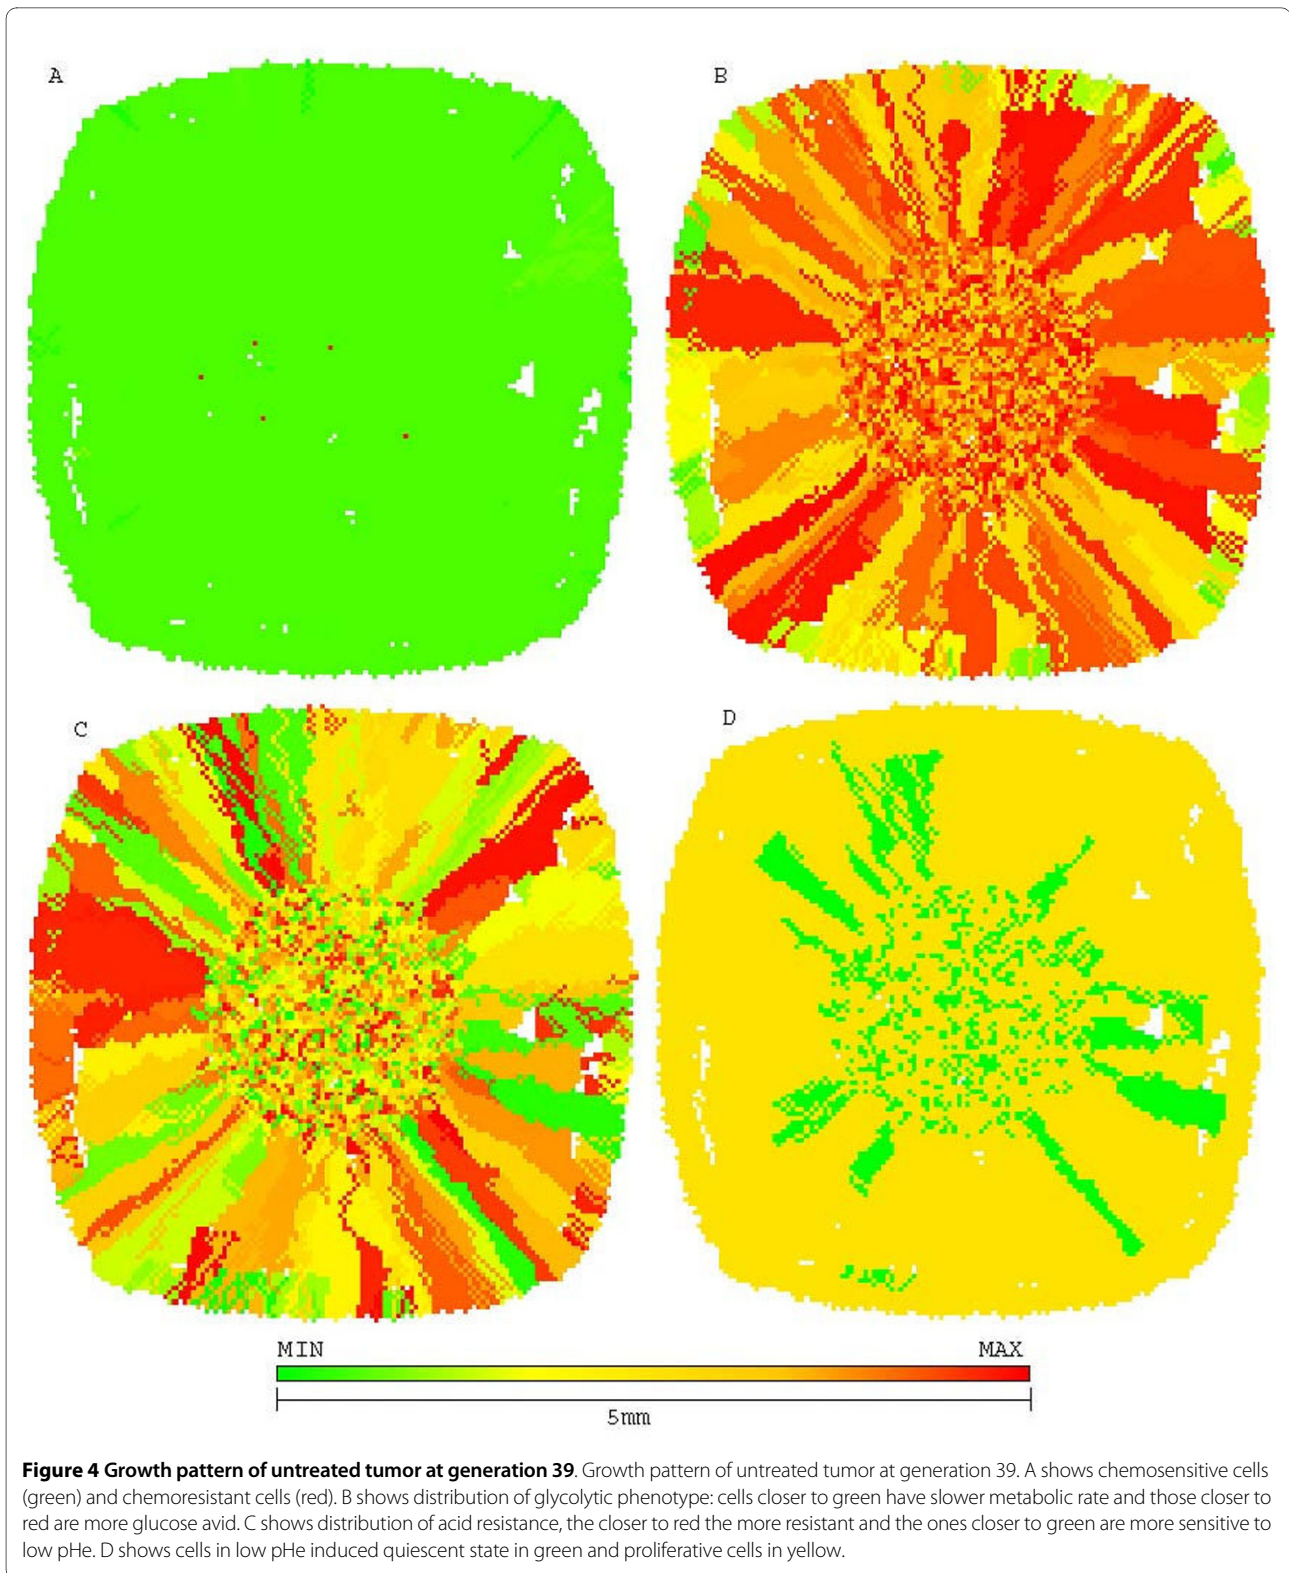 A
B
C
D
MIN
MAX
5mm
Figure 4 Growth pattern of untreated tumor at generation 39. Growth pattern of untreated tumor at generation 39. A shows chemosensitive cells
(green) and chemoresistant cells (red). B shows distribution of glycolytic phenotype: cells closer to green have slower metabolic rate and those closer to
red are more glucose avid. C shows distribution of acid resistance, the closer to red the more resistant and the ones closer to green are more sensitive to
low pHe. D shows cells in low pHe induced quiescent state in green and proliferative cells in yellow.